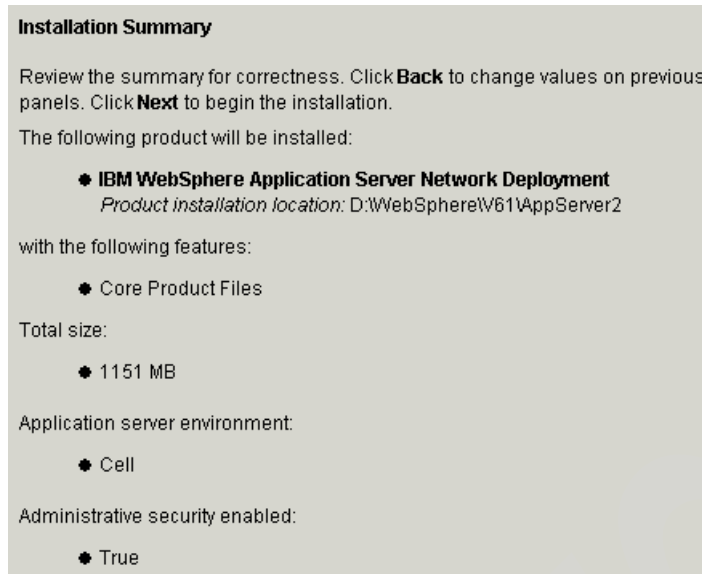 Installation Summary
Review the summary for correctness. Click Back to change values on previous
panels. Click Next to begin the installation.
The following product will be installed:
IBM WebSphere Application Server Network Deployment
Product installation location: D:\WebSphere\V61\AppServer2
with the following features:
Core Product Files
Total size:
1151 MB
Application server environment:
Cell
Administrative security enabled:
True